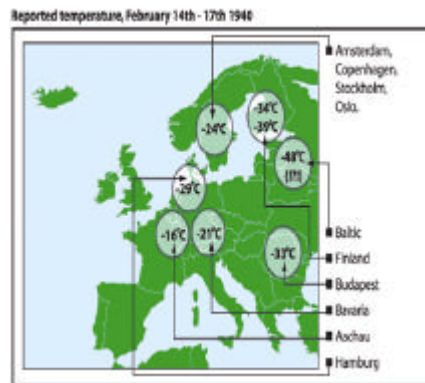 Reported temperature, February 14th - 17th 1940
Amsterdam,
Copenhagen,
Stockholm,
Oslo.
-34°C
-39°C
-24°C
-48°C
(!?!)
-29°C
-16°C
-21°C
-33°C
Baltic
Finland
Budapest
Bavaria
Aschau
Hamburg